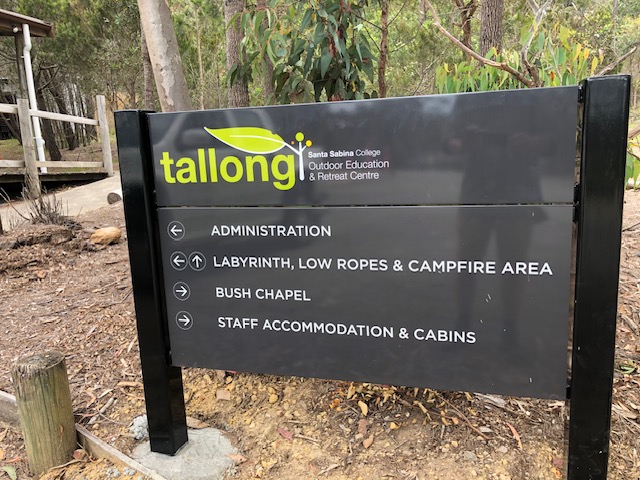 tallong
Santa Sabina College
Outdoor Education
& Retreat Centre
ADMINISTRATION
LABYRINTH, LOW ROPES & CAMPFIRE AREA
BUSH CHAPEL
STAFF ACCOMMODATION & CABINS